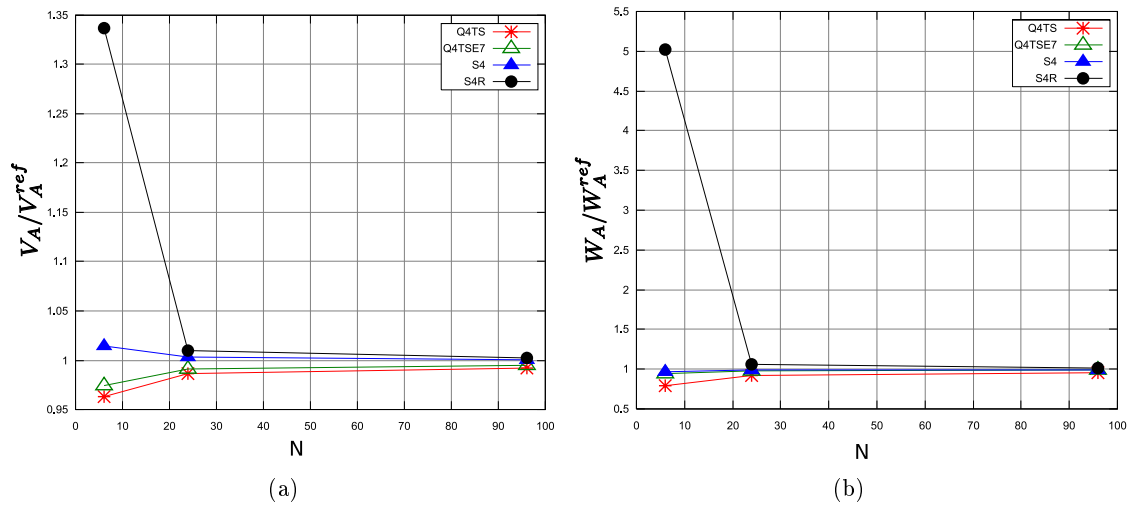 1.35
1.3
1.25
1.2
1.15
1.1
1.05
1
0.95
0 10 20 30 40 50 60 70 80 90 100
N
V_A/V_A^ref
Q4TS
Q4TSE7
S4
S4R
(a)
5.5
5
4.5
4
3.5
3
2.5
2
1.5
1
0.5
0 10 20 30 40 50 60 70 80 90 100
N
W_A/W_A^ref
Q4TS
Q4TSE7
S4
S4R
(b)